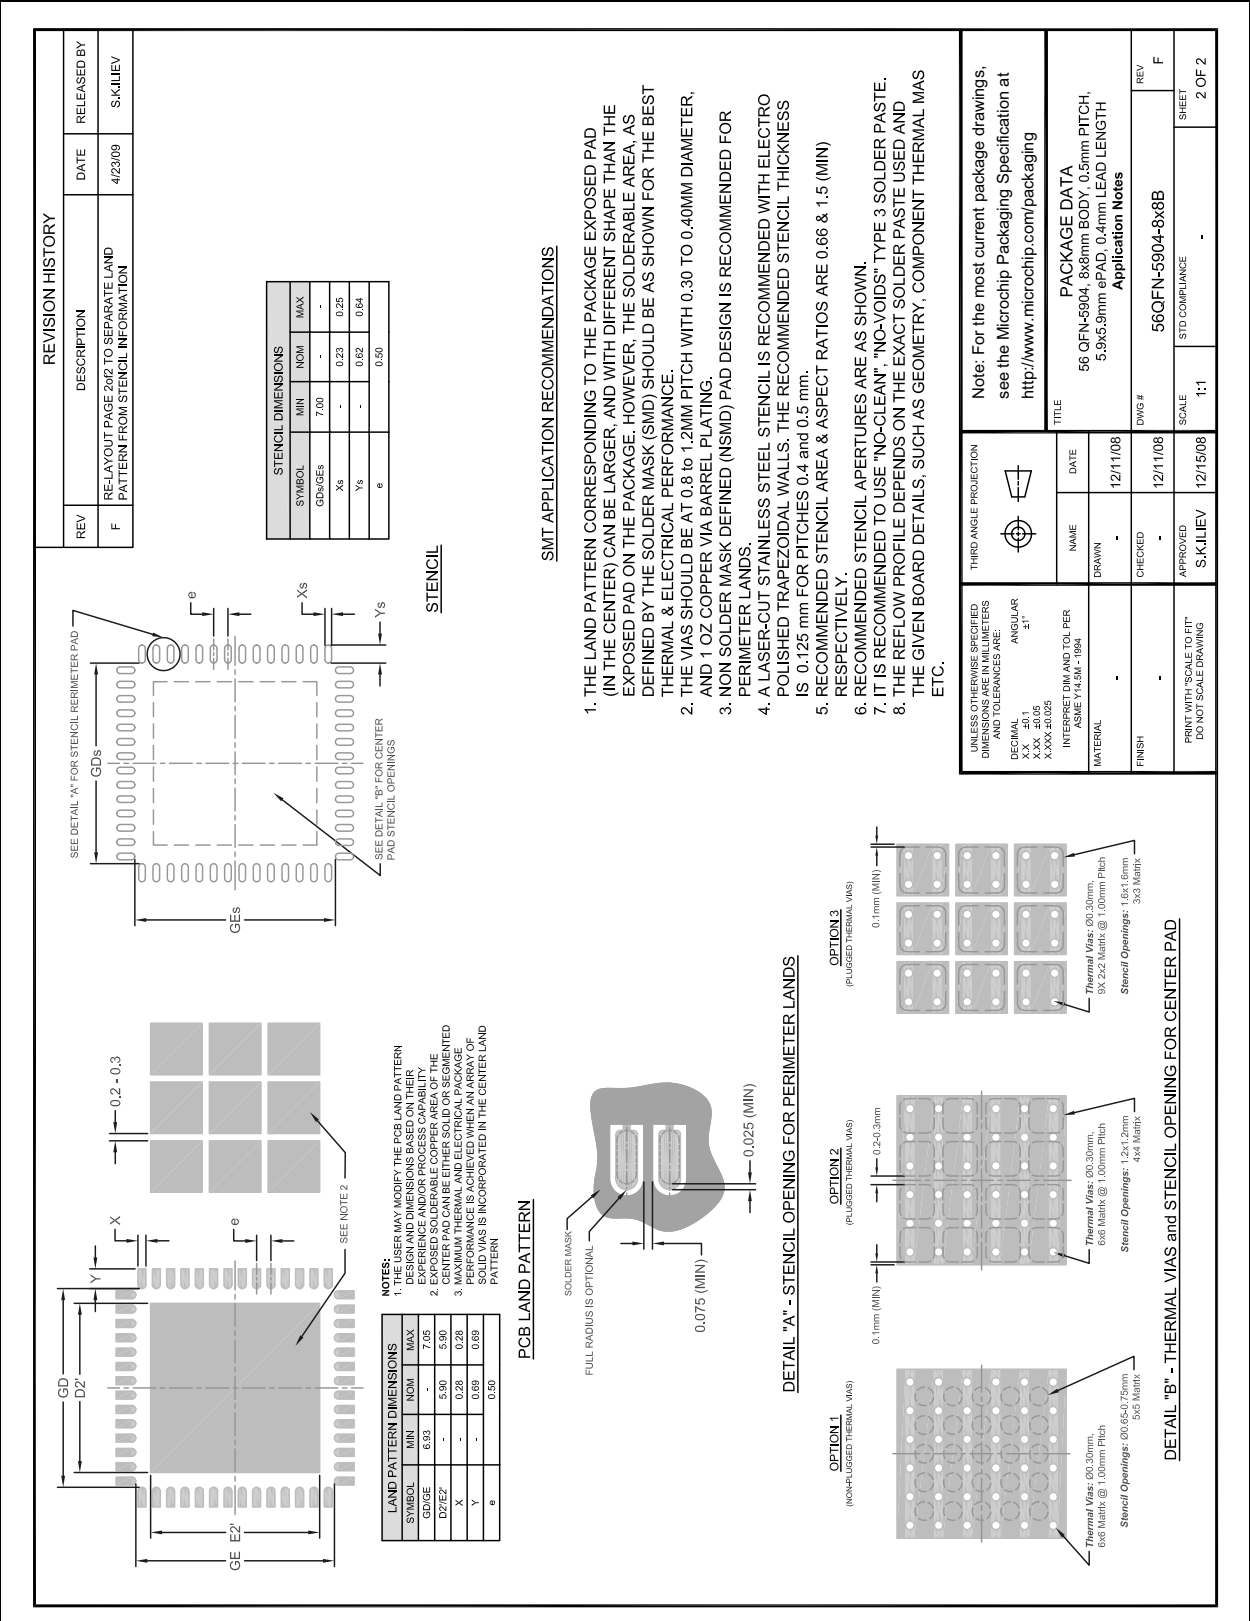 REVISION HISTORY
REV DESCRIPTION DATE RELEASED BY
F RE-LAYOUT PAGE 2of2 TO SEPARATE LAND PATTERN FROM STENCIL INFORMATION 4/23/09 S.K.ILIEV
GD
D2'
GE
E2'
X
Y
e
0.2 - 0.3
SEE NOTE 2
LAND PATTERN DIMENSIONS
SYMBOL MIN NOM MAX
GD/GE 6.93 - 7.05
D2'/E2' - 5.90 5.90
X - 0.28 0.28
Y - 0.69 0.69
e 0.50
NOTES:
1. THE USER MAY MODIFY THE PCB LAND PATTERN
DESIGN AND DIMENSIONS BASED ON THEIR
EXPERIENCE AND/OR PROCESS CAPABILITY
2. EXPOSED SOLDERABLE COPPER AREA OF THE
CENTER PAD CAN BE EITHER SOLID OR SEGMENTED
3. MAXIMUM THERMAL AND ELECTRICAL PACKAGE
PERFORMANCE IS ACHIEVED WHEN AN ARRAY OF
SOLID VIAS IS INCORPORATED IN THE CENTER LAND
PATTERN
PCB LAND PATTERN
SEE DETAIL "A" FOR STENCIL RERIMETER PAD
GDs
GEs
e
Xs
Ys
SEE DETAIL "B" FOR CENTER
PAD STENCIL OPENINGS
STENCIL
STENCIL DIMENSIONS
SYMBOL MIN NOM MAX
GDs/GEs 7.00 - -
Xs - 0.23 0.25
Ys - 0.62 0.64
e 0.50
SOLDER MASK
FULL RADIUS IS OPTIONAL
0.075 (MIN)
0.025 (MIN)
DETAIL "A" - STENCIL OPENING FOR PERIMETER LANDS
SMT APPLICATION RECOMMENDATIONS
1. THE LAND PATTERN CORRESPONDING TO THE PACKAGE EXPOSED PAD
(IN THE CENTER) CAN BE LARGER, AND WITH DIFFERENT SHAPE THAN THE
EXPOSED PAD ON THE PACKAGE. HOWEVER, THE SOLDERABLE AREA, AS
DEFINED BY THE SOLDER MASK (SMD) SHOULD BE AS SHOWN FOR THE BEST
THERMAL & ELECTRICAL PERFORMANCE.
2. THE VIAS SHOULD BE AT 0.8 to 1.2MM PITCH WITH 0.30 TO 0.40MM DIAMETER,
AND 1 OZ COPPER VIA BARREL PLATING.
3. NON SOLDER MASK DEFINED (NSMD) PAD DESIGN IS RECOMMENDED FOR
PERIMETER LANDS.
4. A LASER-CUT STAINLESS STEEL STENCIL IS RECOMMENDED WITH ELECTRO
POLISHED TRAPEZOIDAL WALLS. THE RECOMMENDED STENCIL THICKNESS
IS 0.125 mm FOR PITCHES 0.4 and 0.5 mm.
5. RECOMMENDED STENCIL AREA & ASPECT RATIOS ARE 0.66 & 1.5 (MIN)
RESPECTIVELY.
6. RECOMMENDED STENCIL APERTURES ARE AS SHOWN.
7. IT IS RECOMMENDED TO USE "NO-CLEAN", "NO-VOIDS" TYPE 3 SOLDER PASTE.
8. THE REFLOW PROFILE DEPENDS ON THE EXACT SOLDER PASTE USED AND
THE GIVEN BOARD DETAILS, SUCH AS GEOMETRY, COMPONENT THERMAL MAS
ETC.
OPTION 1
(NON-PLUGGED THERMAL VIAS)
Thermal Vias: Ø0.30mm,
6x6 Matrix @ 1.00mm Pitch
Stencil Openings: Ø0.65-0.75mm
5x5 Matrix
OPTION 2
(PLUGGED THERMAL VIAS)
0.1mm (MIN)
0.2-0.3mm
Thermal Vias: Ø0.30mm,
6x6 Matrix @ 1.00mm Pitch
Stencil Openings: 1.2x1.2mm
4x4 Matrix
OPTION 3
(PLUGGED THERMAL VIAS)
0.1mm (MIN)
Thermal Vias: Ø0.30mm,
9X 2x2 Matrix @ 1.00mm Pitch
Stencil Openings: 1.6x1.6mm
3x3 Matrix
DETAIL "B" - THERMAL VIAS and STENCIL OPENING FOR CENTER PAD
UNLESS OTHERWISE SPECIFIED
DIMENSIONS ARE IN MILLIMETERS
AND TOLERANCES ARE:
DECIMAL ANGULAR
X.X ±0.1 ±1°
X.XX ±0.05
X.XXX ±0.025
INTERPRET DIM AND TOL PER
ASME Y14.5M - 1994
MATERIAL
-
FINISH
-
PRINT WITH "SCALE TO FIT"
DO NOT SCALE DRAWING
THIRD ANGLE PROJECTION
NAME DATE
DRAWN
- 12/11/08
CHECKED
- 12/11/08
APPROVED
S.K.ILIEV 12/15/08
Note: For the most current package drawings,
see the Microchip Packaging Specification at
http://www.microchip.com/packaging
TITLE
PACKAGE DATA
56 QFN-5904, 8x8mm BODY, 0.5mm PITCH,
5.9x5.9mm ePAD, 0.4mm LEAD LENGTH
Application Notes
DWG #
56QFN-5904-8x8B
REV
F
SCALE
1:1
STD COMPLIANCE
-
SHEET
2 OF 2